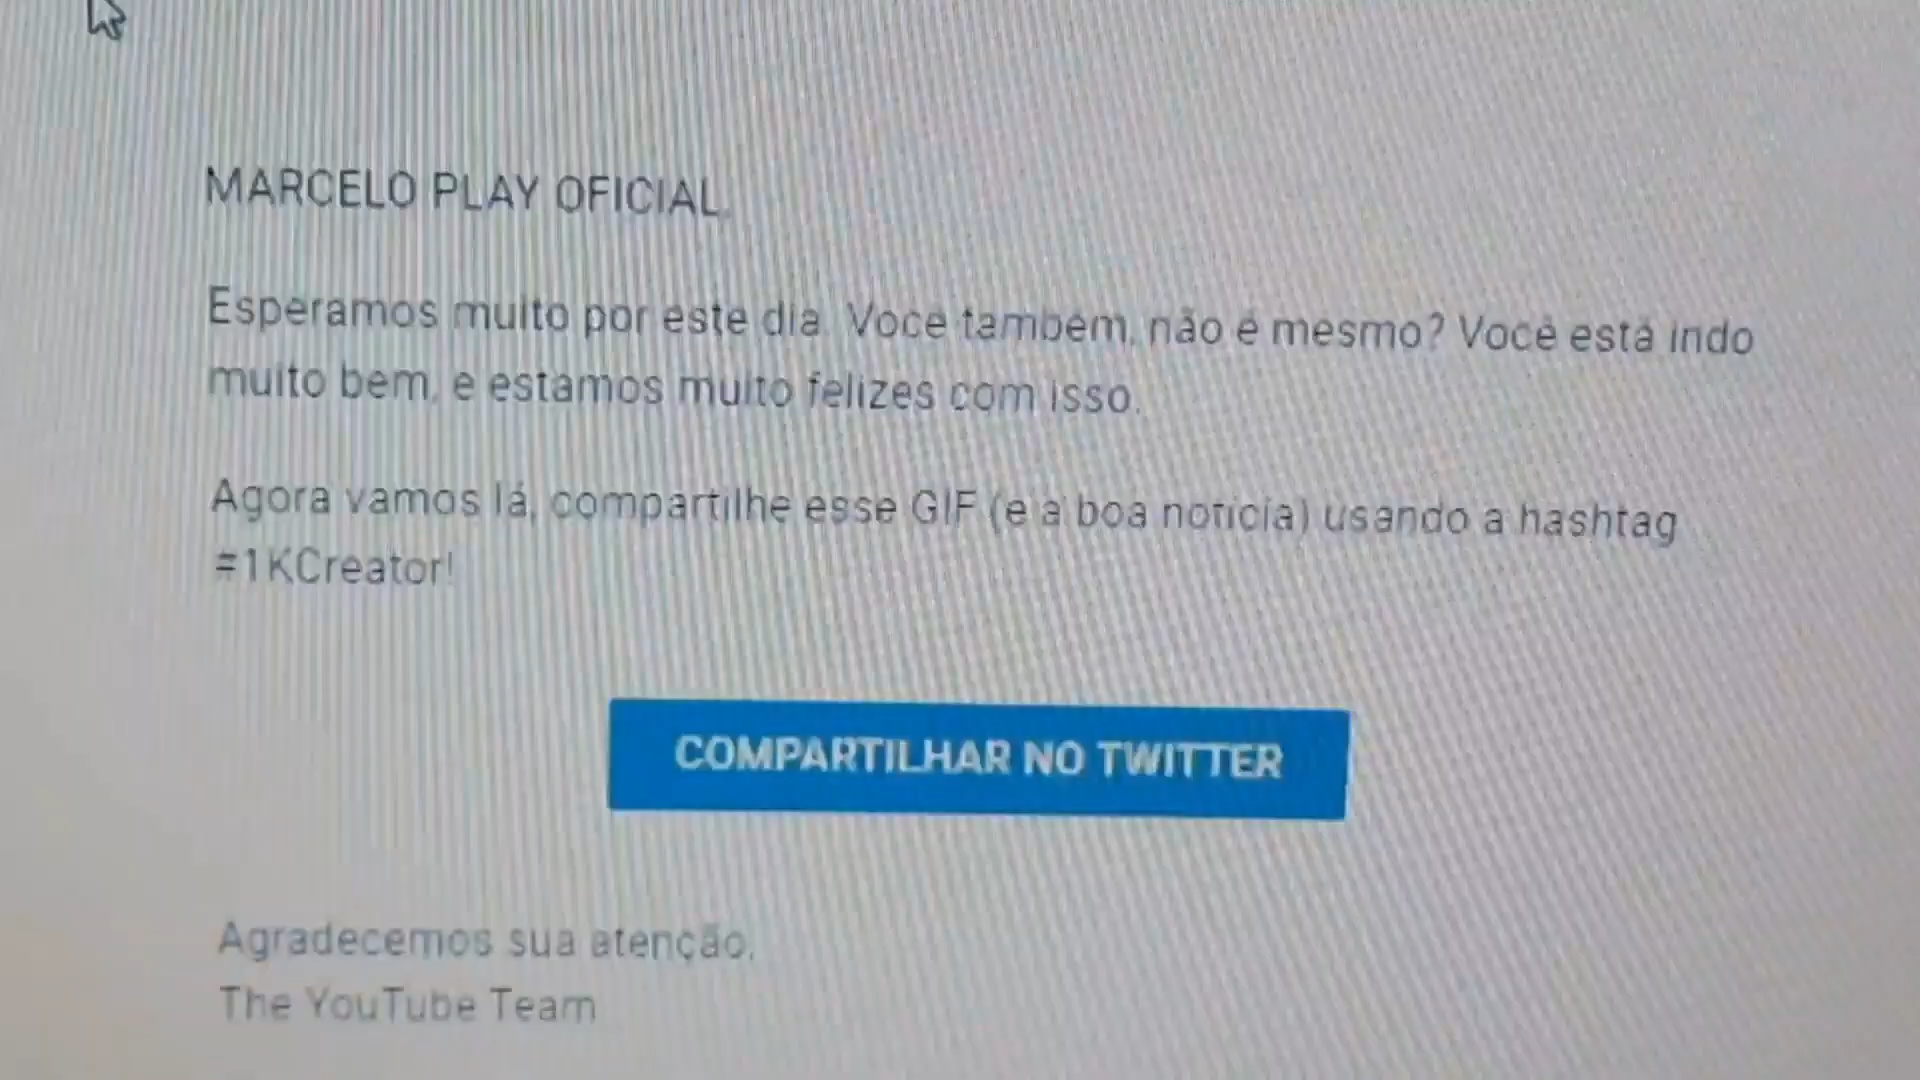 MARCELO PLAY OFICIAL,
Esperamos muito por este dia. Você também, não é mesmo? Você está indo
muito bem, e estamos muito felizes com isso.
Agora vamos lá, compartilhe esse GIF (e a boa notícia) usando a hashtag
#1KCreator!
COMPARTILHAR NO TWITTER
Agradecemos sua atenção,
The YouTube Team